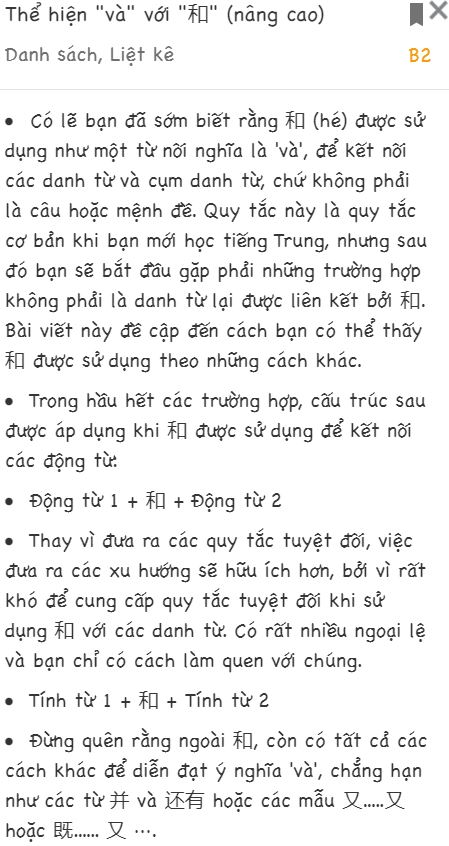 Thể hiện "và" với "和" (nâng cao)
Danh sách, Liệt kê
B2
• Có lẽ bạn đã sớm biết rằng 和 (hé) được sử
dụng như một từ nối nghĩa là 'và', để kết nối
các danh từ và cụm danh từ, chứ không phải
là câu hoặc mệnh đề. Quy tắc này là quy tắc
cơ bản khi bạn mới học tiếng Trung, nhưng sau
đó bạn sẽ bắt đầu gặp phải những trường hợp
không phải là danh từ lại được liên kết bởi 和.
Bài viết này đề cập đến cách bạn có thể thấy
和 được sử dụng theo những cách khác.
• Trong hầu hết các trường hợp, cấu trúc sau
được áp dụng khi 和 được sử dụng để kết nối
các động từ:
• Động từ 1 + 和 + Động từ 2
• Thay vì đưa ra các quy tắc tuyệt đối, việc
đưa ra các xu hướng sẽ hữu ích hơn, bởi vì rất
khó để cung cấp quy tắc tuyệt đối khi sử
dụng 和 với các danh từ. Có rất nhiều ngoại lệ
và bạn chỉ có cách làm quen với chúng.
• Tính từ 1 + 和 + Tính từ 2
• Đừng quên rằng ngoài 和, còn có tất cả các
cách khác để diễn đạt ý nghĩa 'và', chẳng hạn
như các từ 并 và 还有 hoặc các mẫu 又.....又
hoặc 既...... 又 ….